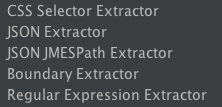 CSS Selector Extractor
JSON Extractor
JSON JMESPath Extractor
Boundary Extractor
Regular Expression Extractor